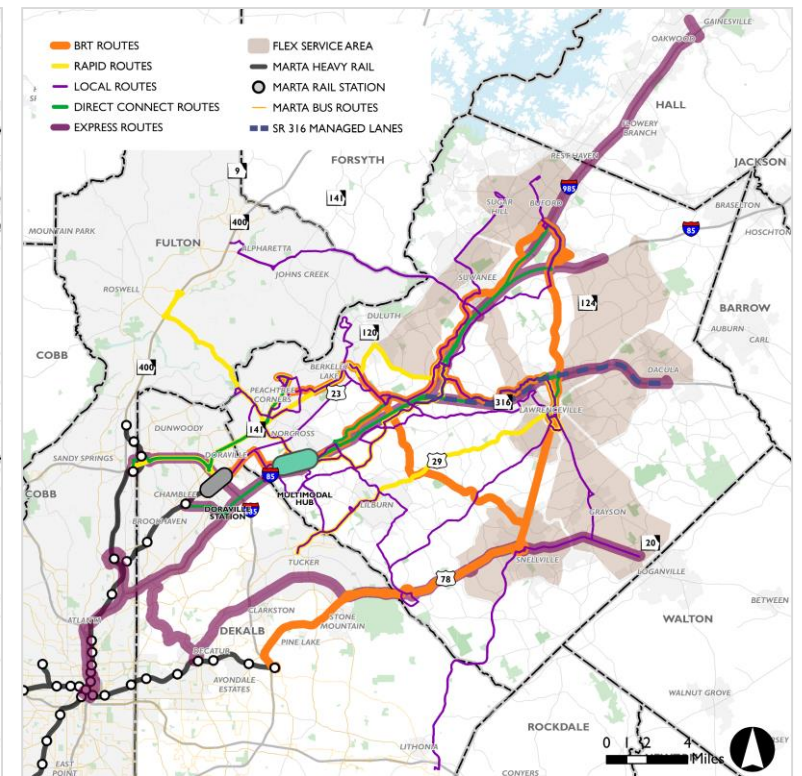 BRT ROUTES
RAPID ROUTES
LOCAL ROUTES
DIRECT CONNECT ROUTES
EXPRESS ROUTES
FLEX SERVICE AREA
MARTA HEAVY RAIL
MARTA RAIL STATION
MARTA BUS ROUTES
SR 316 MANAGED LANES
GAINESVILLE
OAKWOOD
HALL
FLOWERY
BRANCH
FORSYTH
REST HAVEN
JACKSON
9
141
985
SUGAR
HILL
BUFORD
BRASELTON
400
85
HOSCHTON
MOUNTAIN PARK
FULTON
ALPHARETTA
JOHNS CREEK
SUWANEE
ROSWELL
124
DULUTH
120
BARROW
AUBURN
CARL
COBB
400
BERKELEY
LAKE
23
DACULA
PEACHTREE
CORNERS
316
LAWRENCEVILLE
DUNWOODY
141
NORCROSS
SANDY SPRINGS
DORAVILLE
29
85
COBB
CHAMBLEE
MULTIMODAL
HUB
DORAVILLE
STATION
LILBURN
GRAYSON
BROOKHAVEN
20
TUCKER
SNELLVILLE
LOGANVILLE
78
ATLANTA
CLARKSTON
STONE
MOUNTAIN
BETWEEN
DEKALB
PINE LAKE
WALTON
DECATUR
AVONDALE
ESTATES
WALNUT GROVE
ROCKDALE
LITHONIA
0 1 2 4
Miles
EAST
POINT
CONYERS